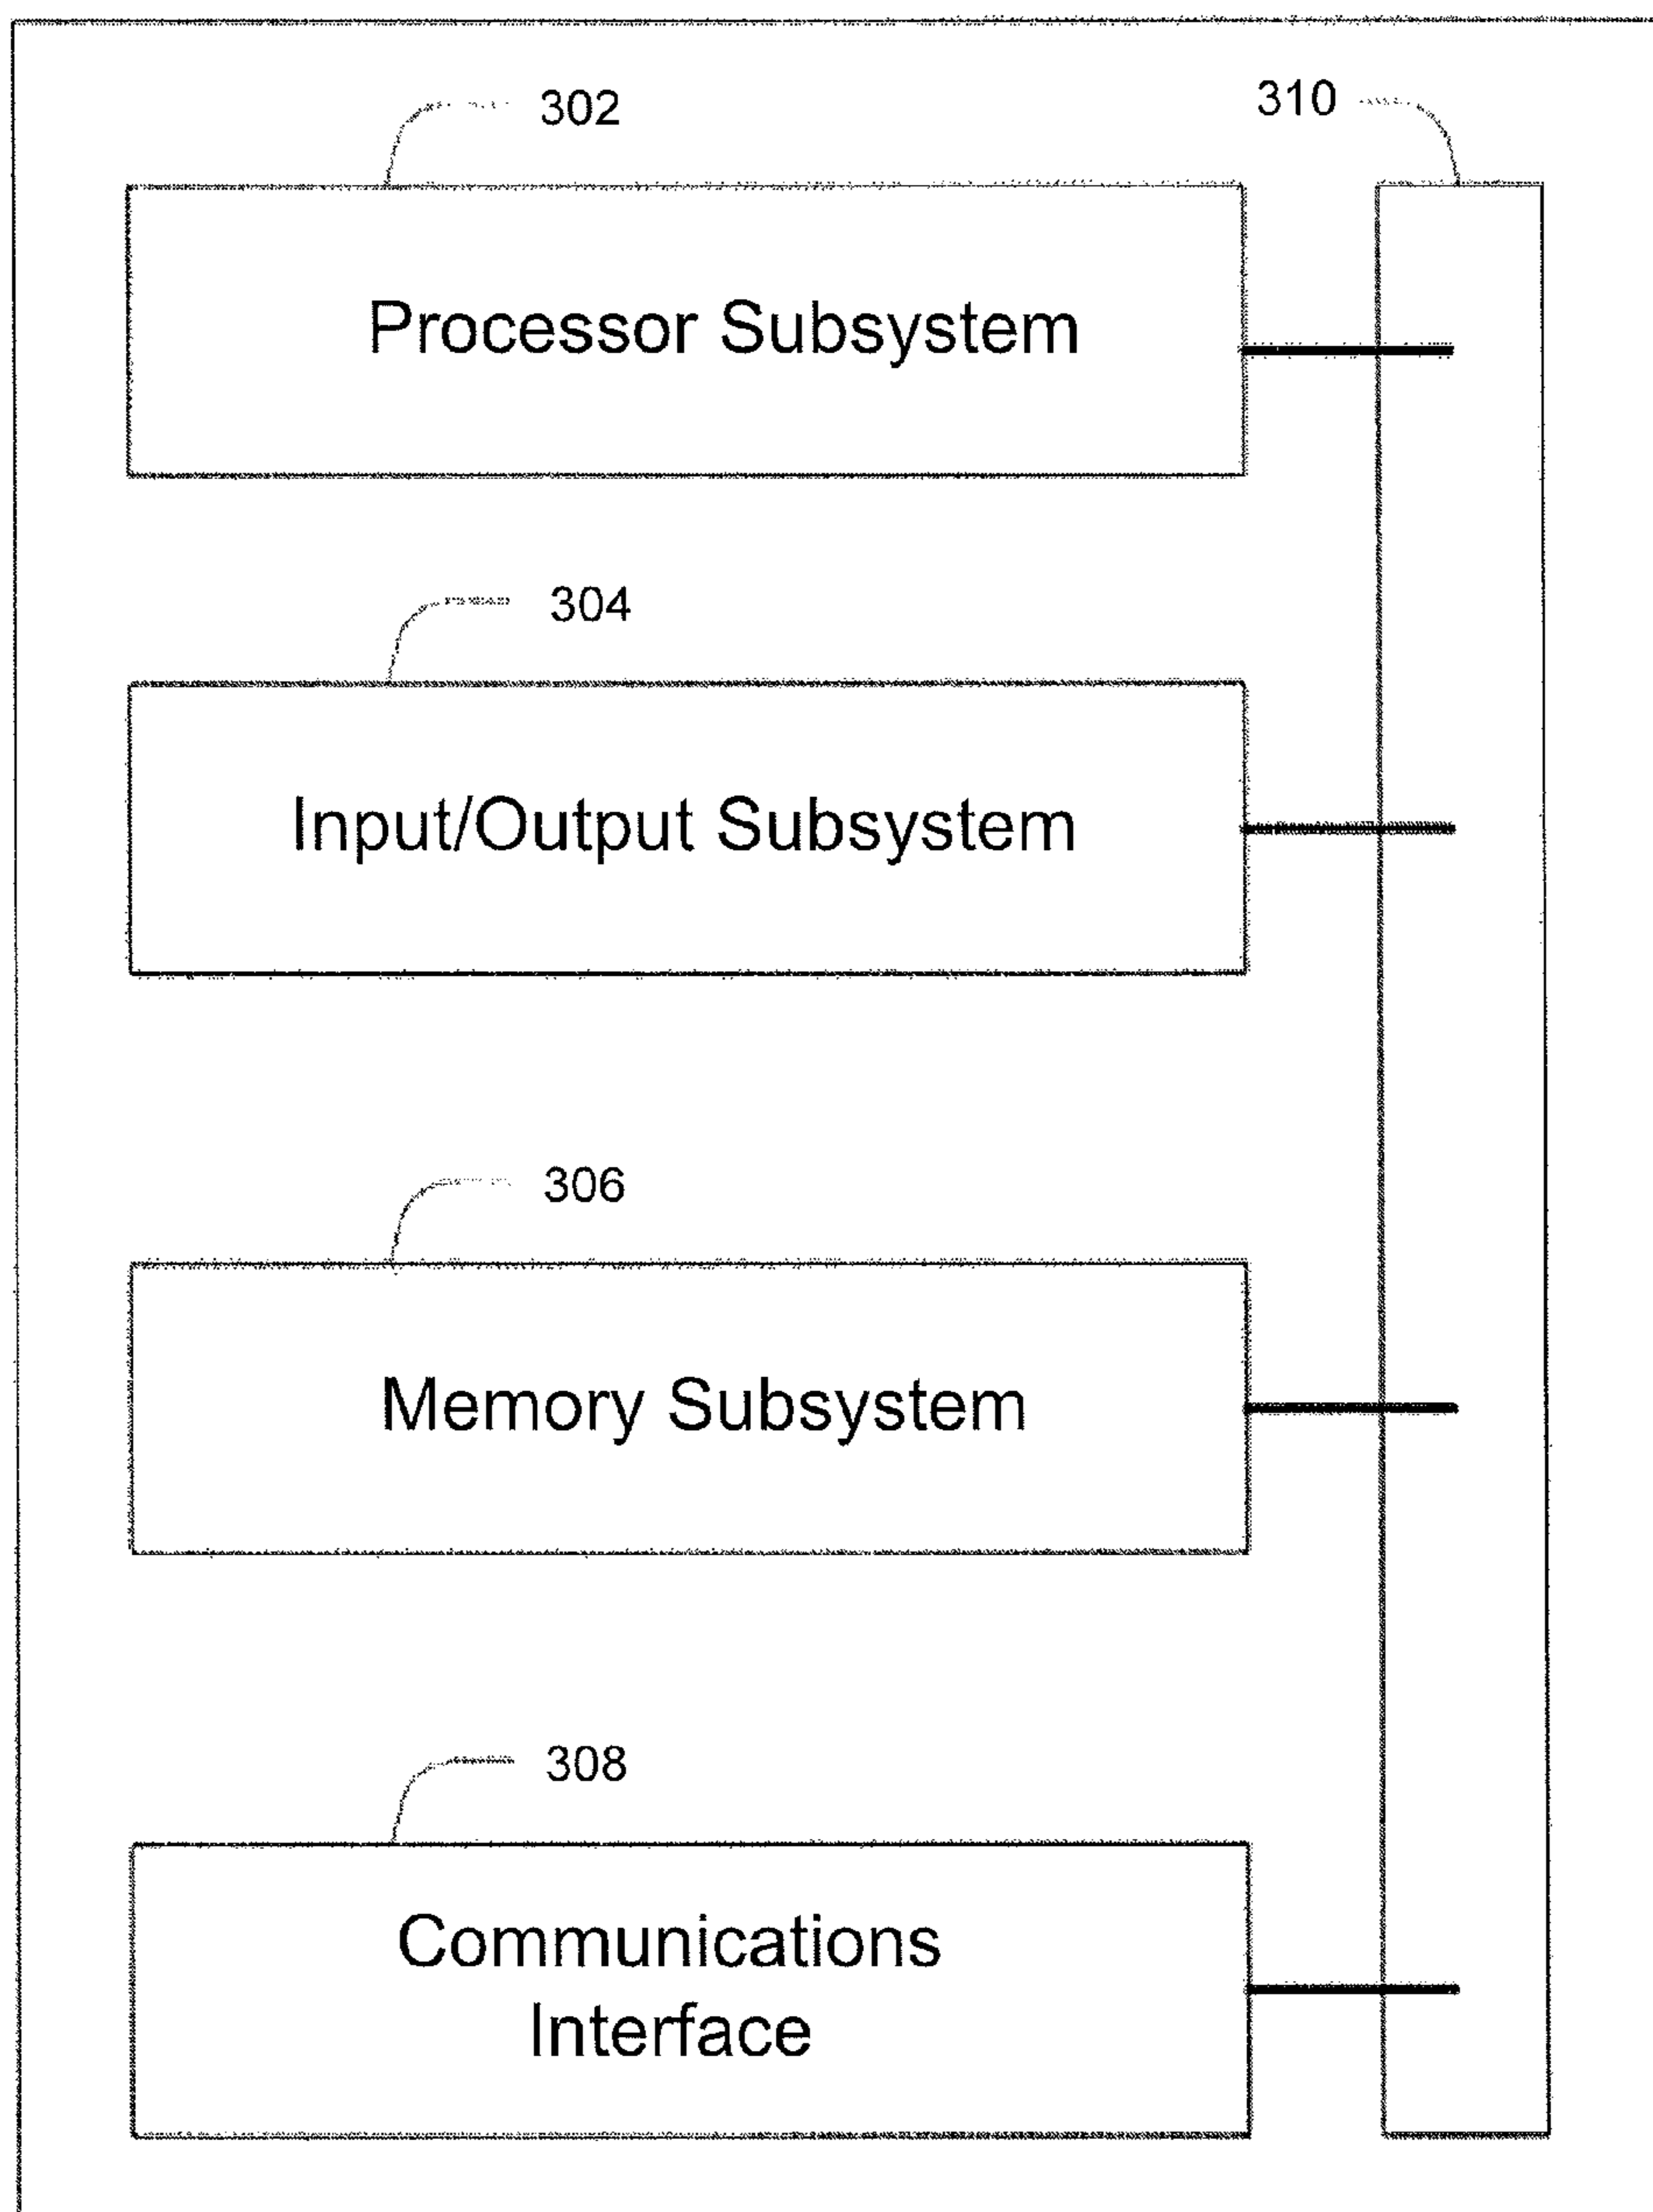 302
310
Processor Subsystem
304
Input/Output Subsystem
306
Memory Subsystem
308
Communications
Interface